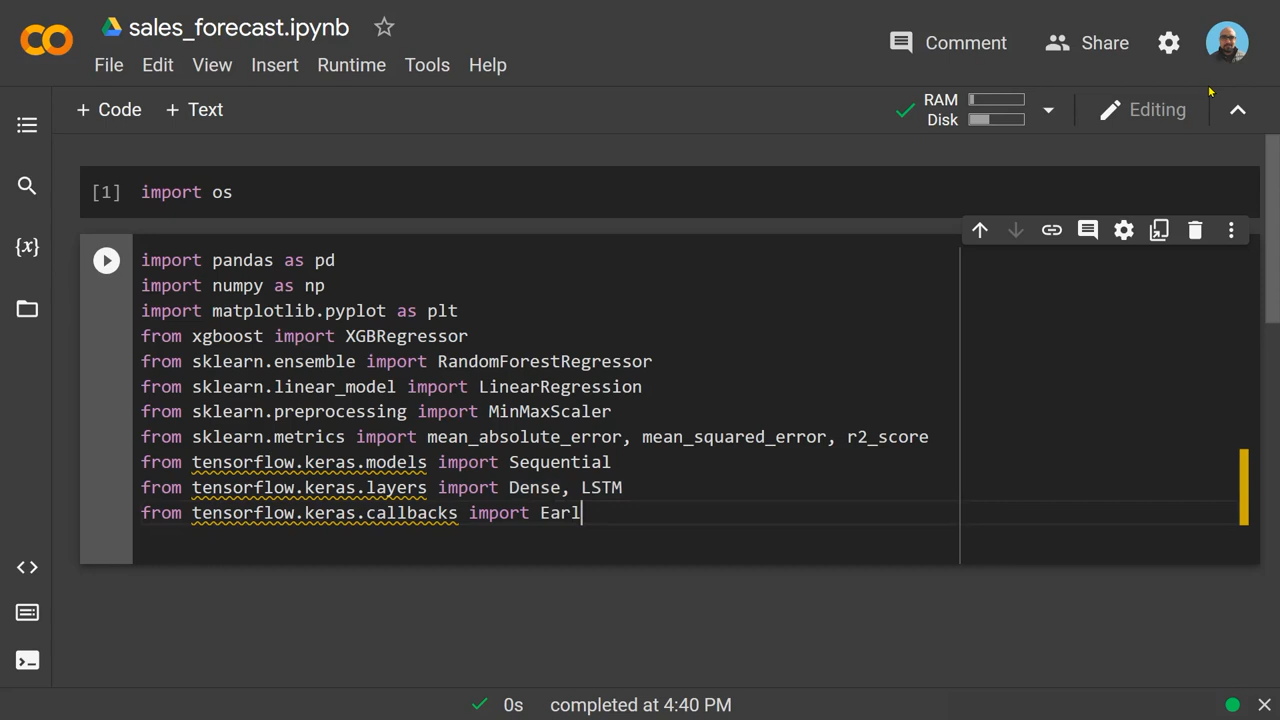 sales_forecast.ipynb
Comment
Share
File Edit View Insert Runtime Tools Help
+ Code + Text
RAM
Disk
Editing
[1] import os
{x}
import pandas as pd
import numpy as np
import matplotlib.pyplot as plt
from xgboost import XGBRegressor
from sklearn.ensemble import RandomForestRegressor
from sklearn.linear_model import LinearRegression
from sklearn.preprocessing import MinMaxScaler
from sklearn.metrics import mean_absolute_error, mean_squared_error, r2_score
from tensorflow.keras.models import Sequential
from tensorflow.keras.layers import Dense, LSTM
from tensorflow.keras.callbacks import Earl
0s completed at 4:40 PM